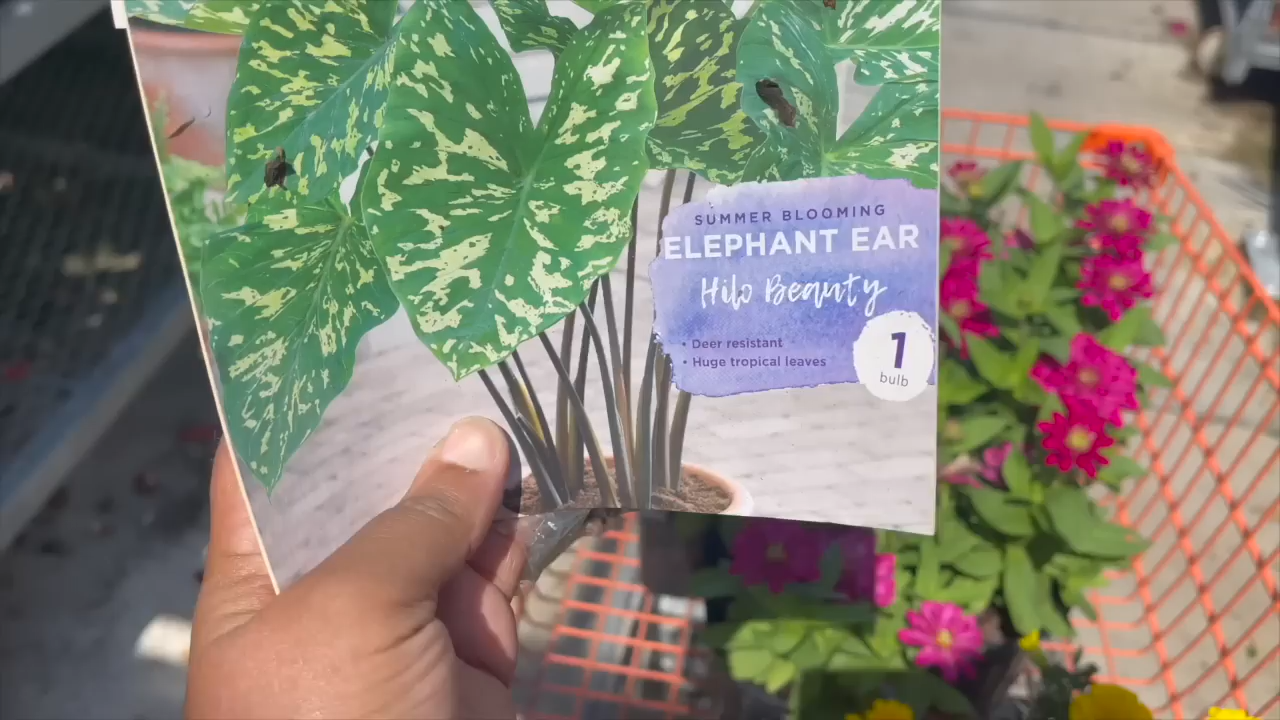 SUMMER BLOOMING
ELEPHANT EAR
Hilo Beauty
• Deer resistant
• Huge tropical leaves
1
bulb